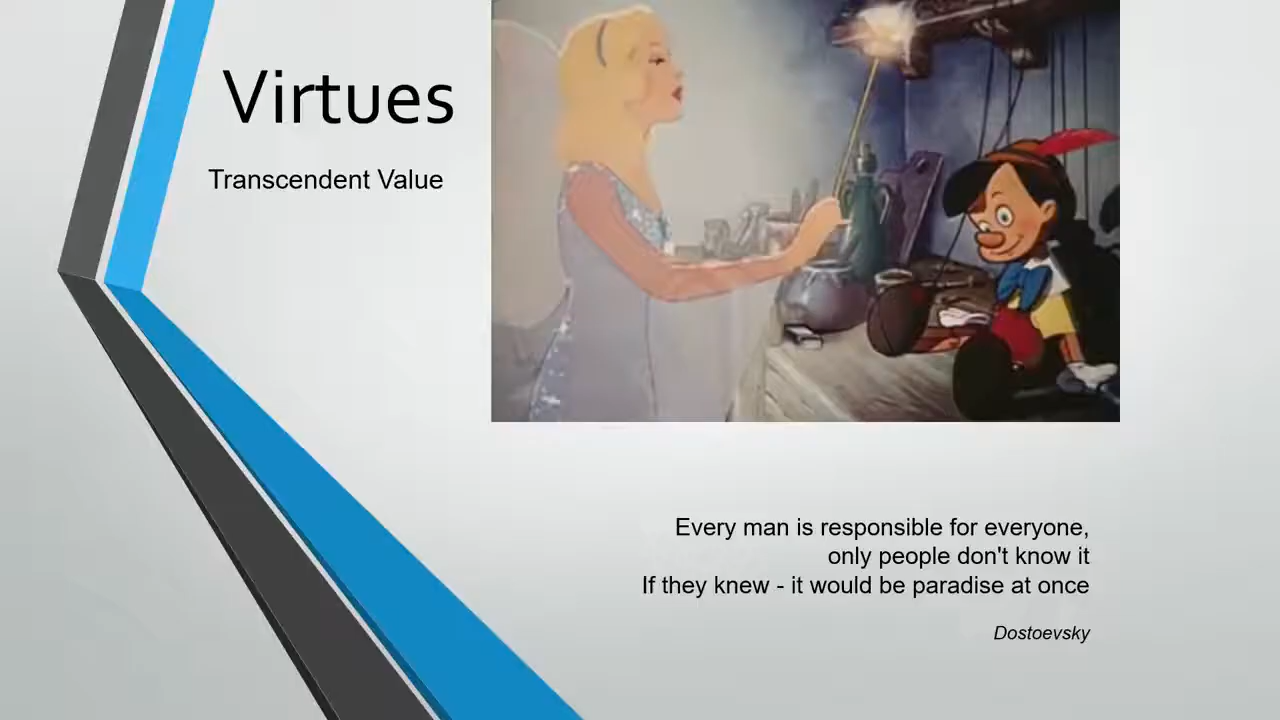 Virtues
Transcendent Value
Every man is responsible for everyone,
only people don't know it
If they knew - it would be paradise at once
Dostoevsky